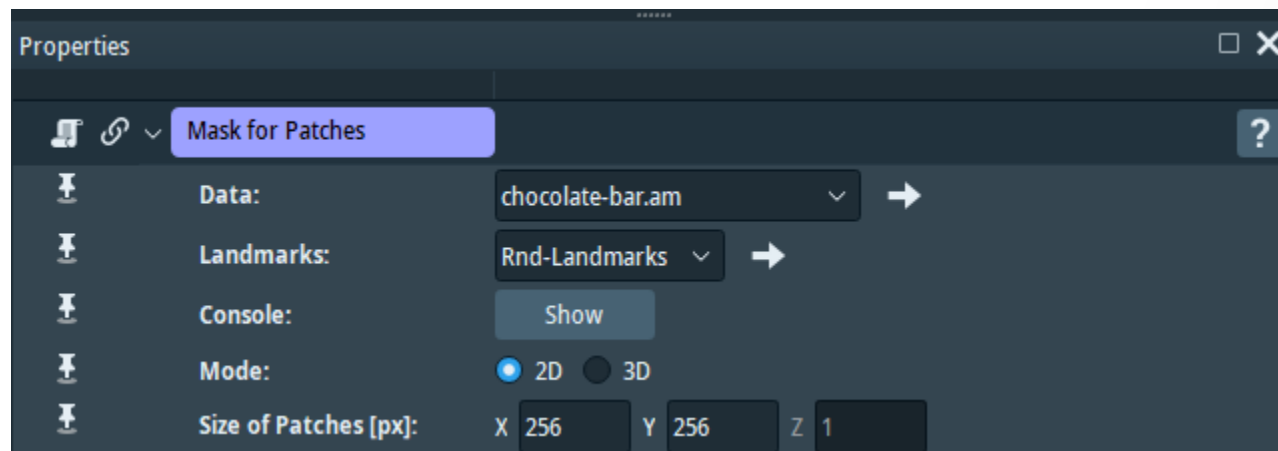 Properties
Mask for Patches ?
Data: chocolate-bar.am
Landmarks: Rnd-Landmarks
Console: Show
Mode: 2D 3D
Size of Patches [px]: X 256 Y 256 Z 1